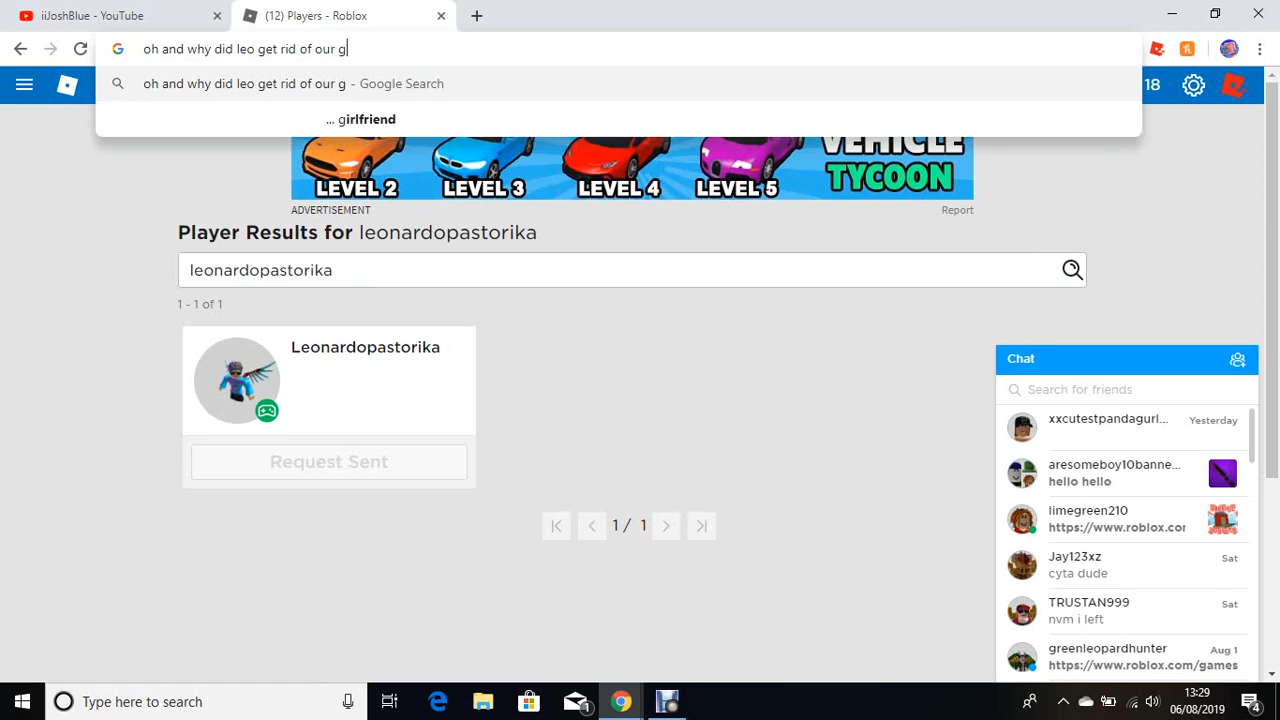 iiJoshBlue - YouTube
(12) Players - Roblox
oh and why did leo get rid of our g
oh and why did leo get rid of our g - Google Search
... girlfriend
18
LEVEL 2
LEVEL 3
LEVEL 4
LEVEL 5
VEHICLE
TYCOON
ADVERTISEMENT
Report
Player Results for leonardopastorika
leonardopastorika
1 - 1 of 1
Leonardopastorika
Request Sent
1 / 1
Chat
Search for friends
xxcutestpandagurl... Yesterday
aresomeboy10banne...
hello hello
limegreen210
https://www.roblox.cor
Jay123xz Sat
cyta dude
TRUSTAN999 Sat
nvm i left
greenleopardhunter Aug 1
https://www.roblox.com/games
Type here to search
1
13:29
06/08/2019
4